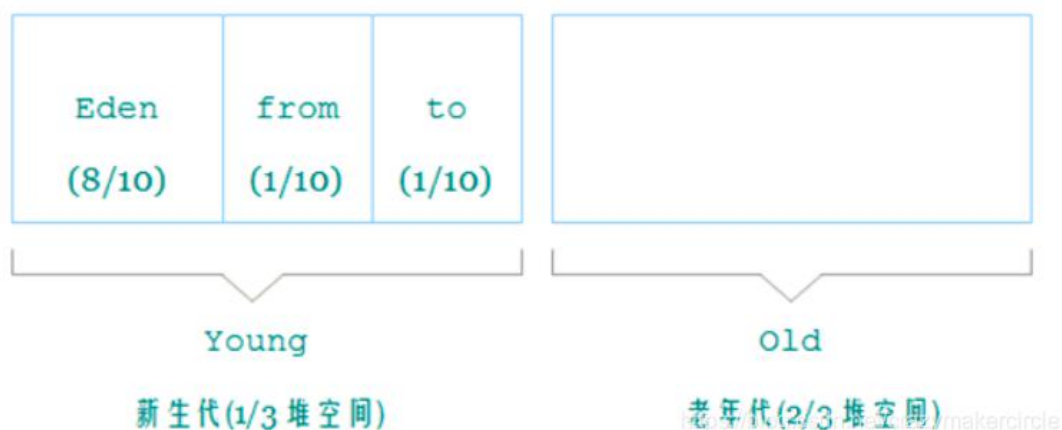 Eden from to
(8/10) (1/10) (1/10)
Young Old
新生代(1/3 堆空间) 老年代(2/3 堆空间)